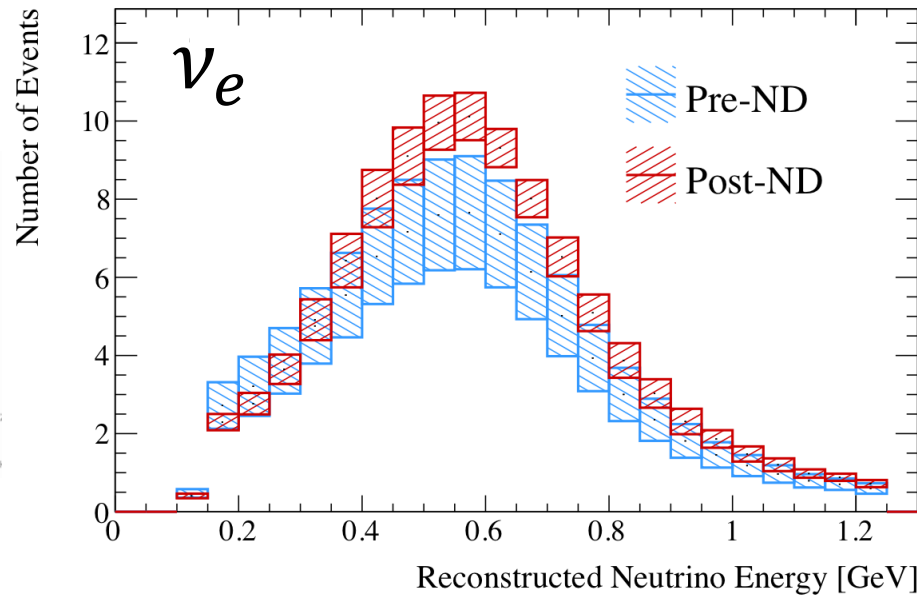 Number of Events
12
10
8
6
4
2
0
νₑ
Pre-ND
Post-ND
0 0.2 0.4 0.6 0.8 1 1.2
Reconstructed Neutrino Energy [GeV]